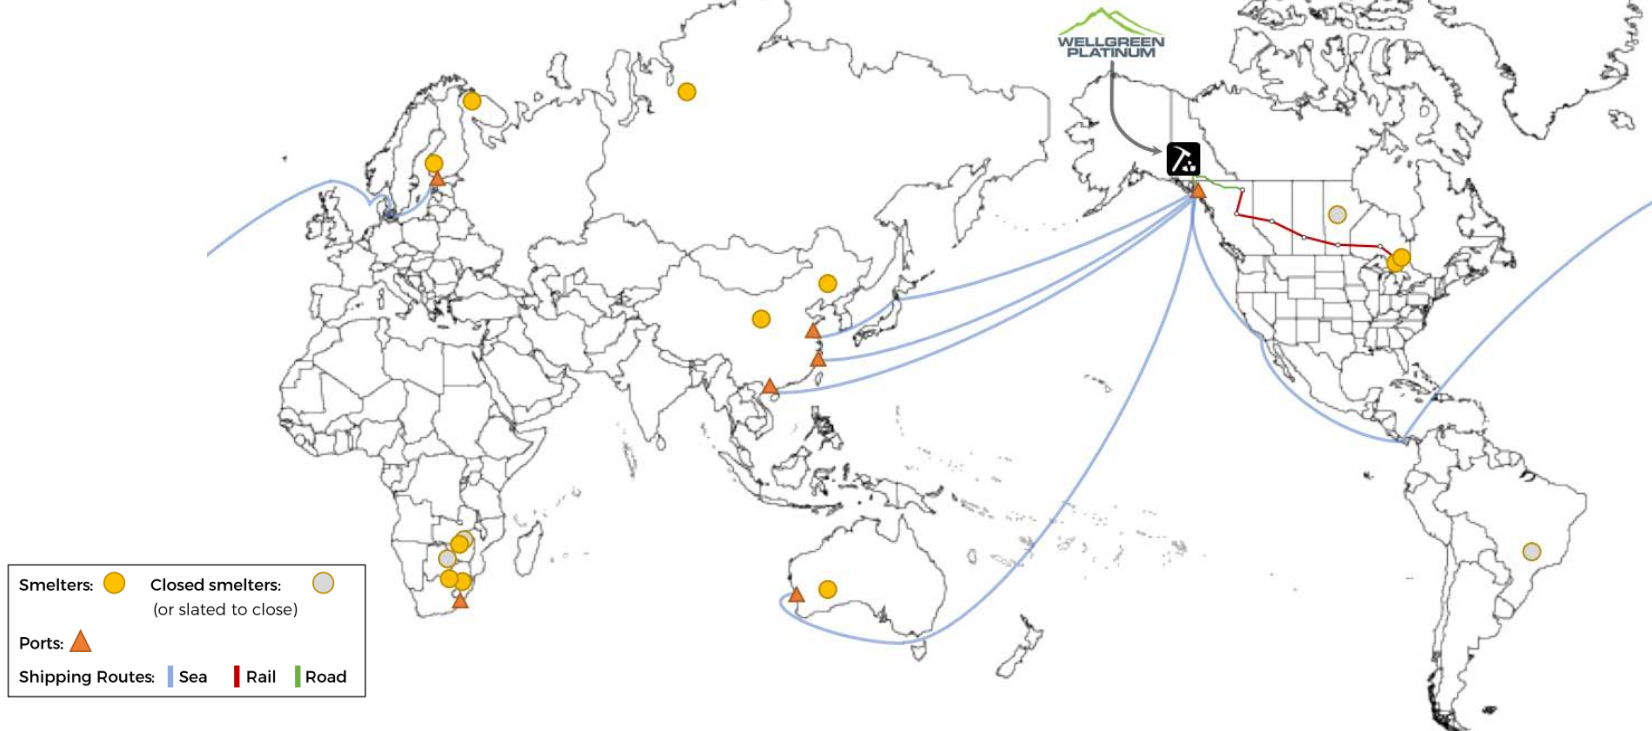 WELLGREEN
PLATINUM
Smelters:
Closed smelters:
(or slated to close)
Ports:
Shipping Routes: Sea Rail Road